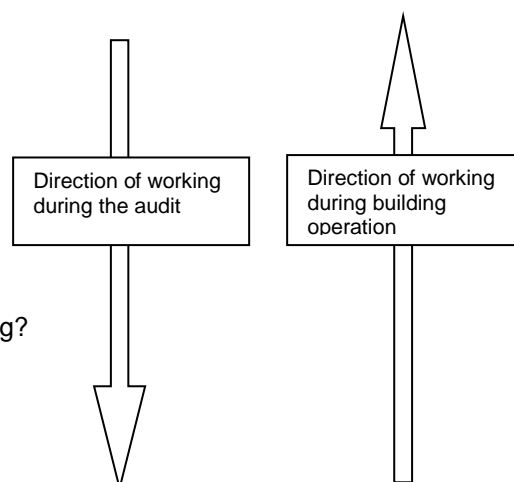 Direction of working
during the audit
Direction of working
during building
operation
g?